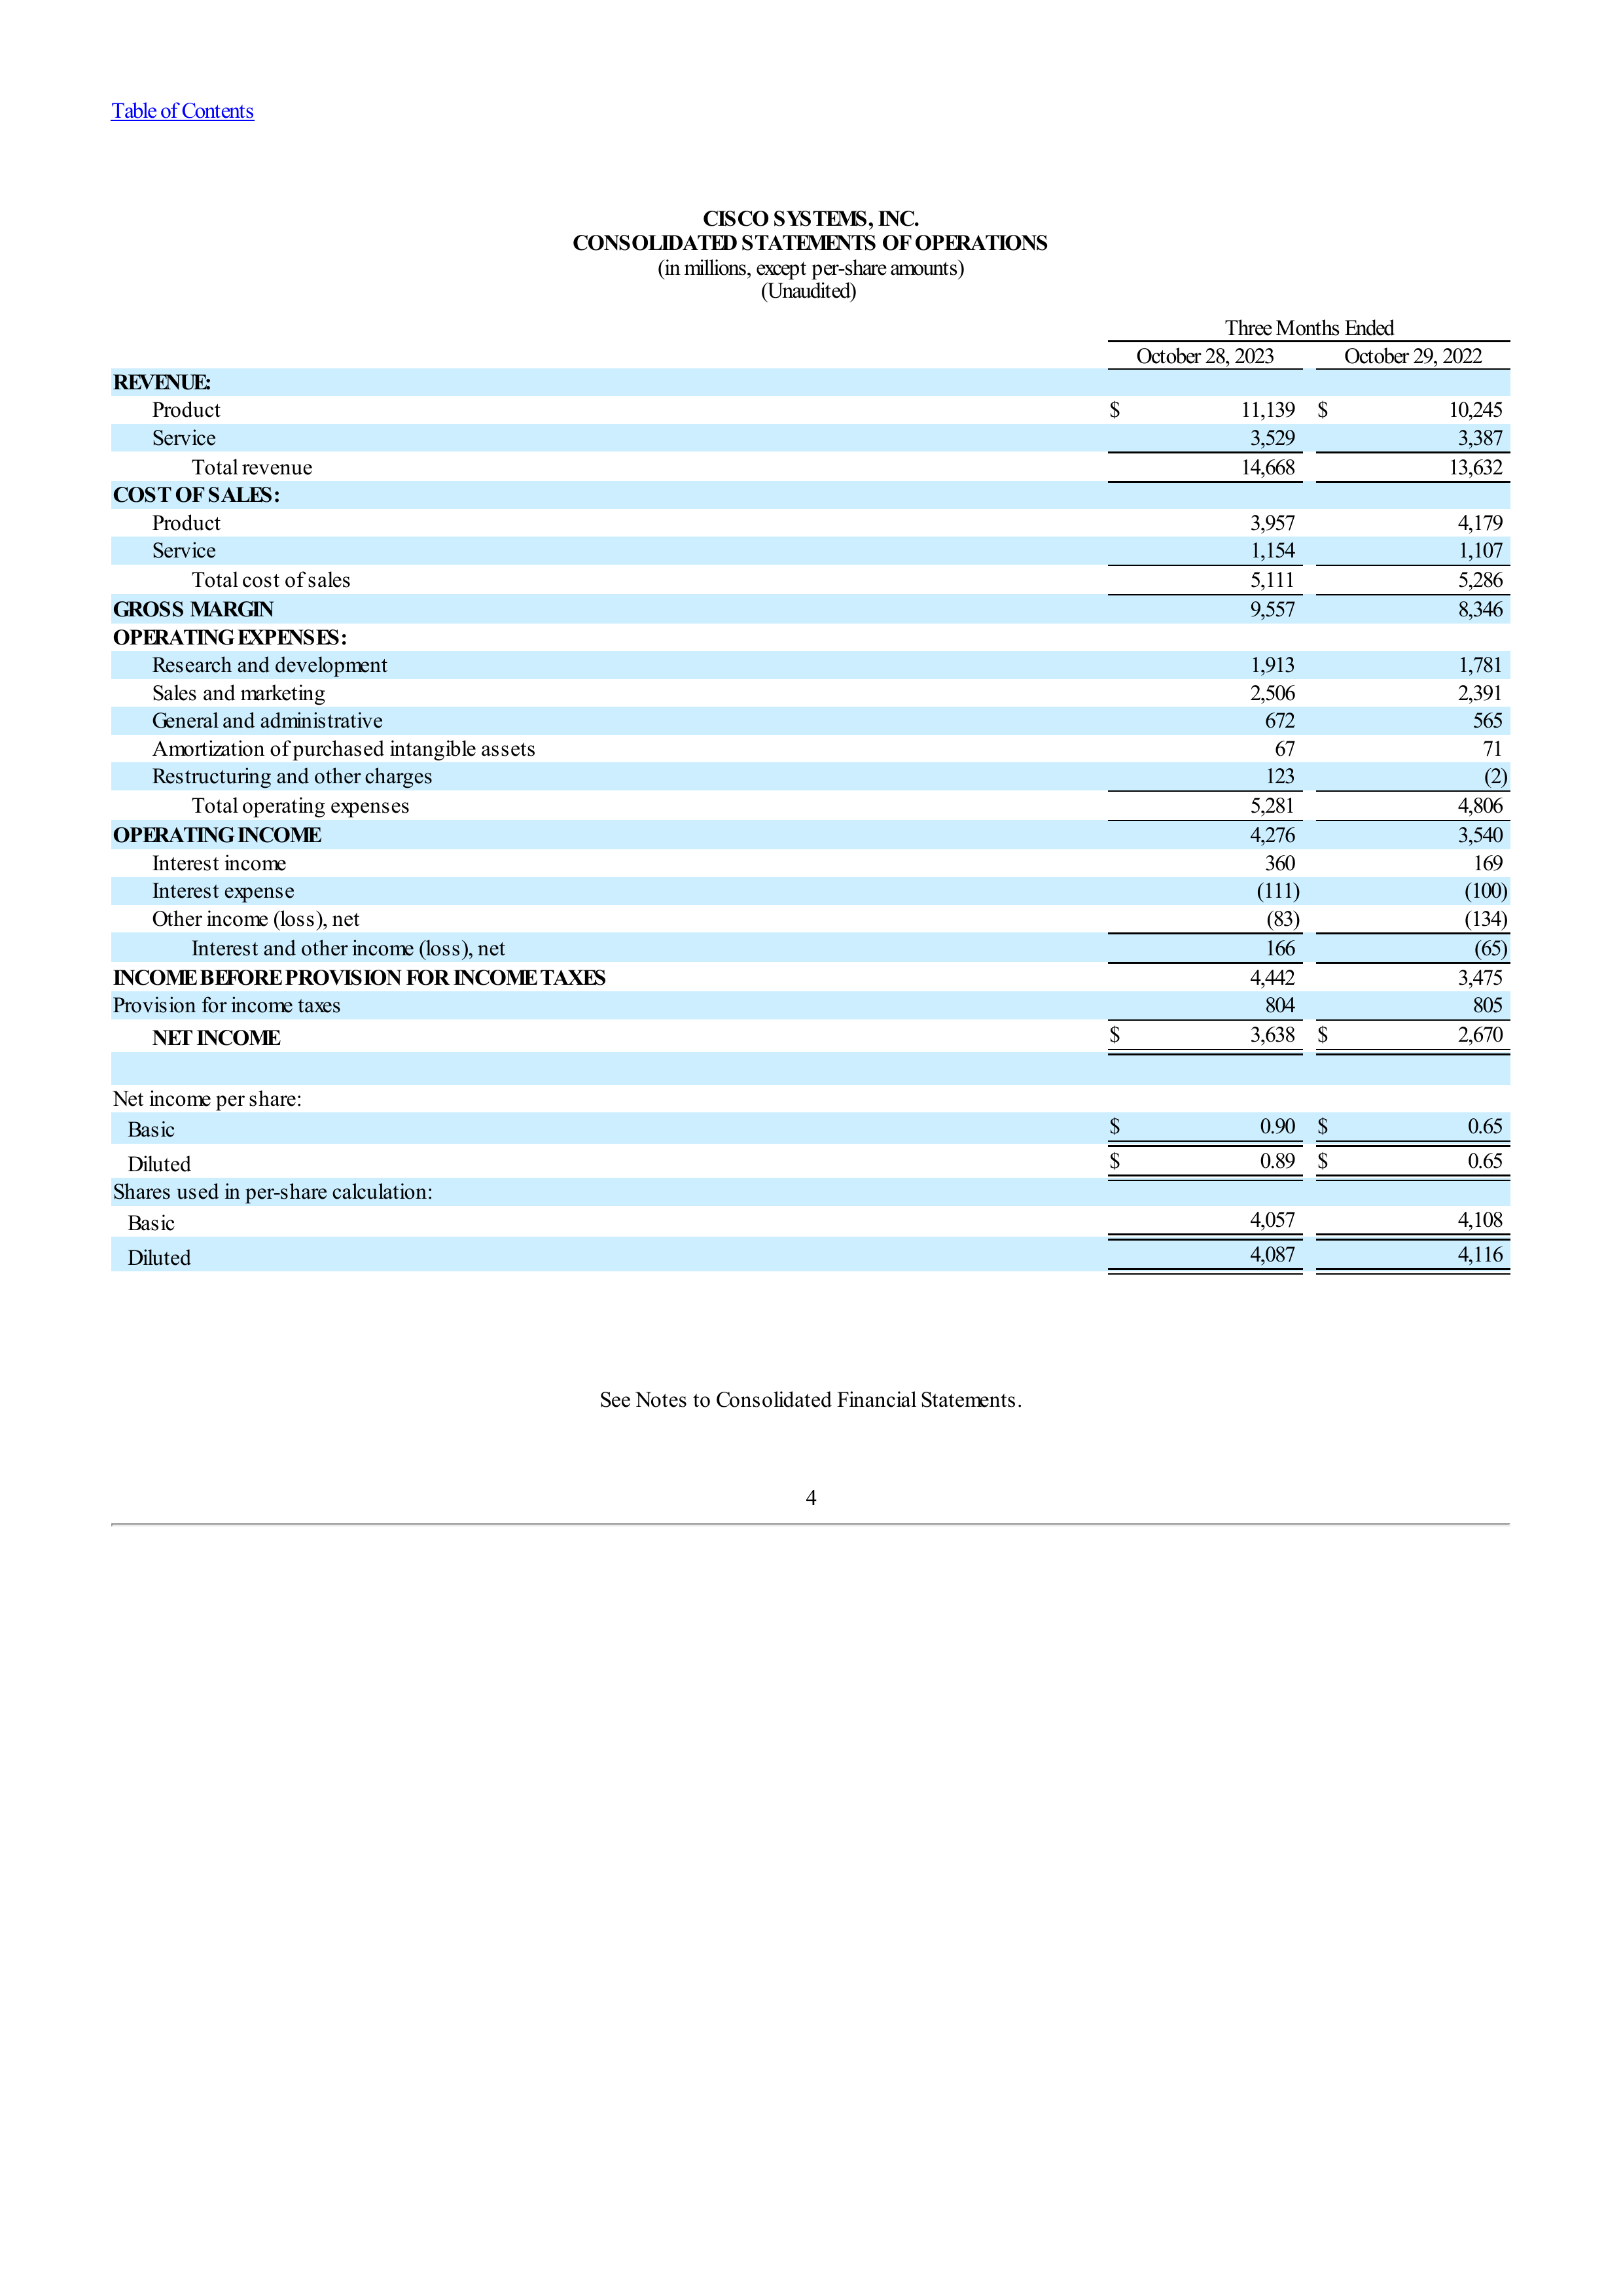 Table of Contents
CISCO SYSTEMS, INC.
CONSOLIDATED STATEMENTS OF OPERATIONS
(in millions, except per-share amounts)
(Unaudited)
Three Months Ended
October 28, 2023 October 29, 2022
REVENUE:
Product $ 11,139 $ 10,245
Service 3,529 3,387
Total revenue 14,668 13,632
COST OF SALES:
Product 3,957 4,179
Service 1,154 1,107
Total cost of sales 5,111 5,286
GROSS MARGIN 9,557 8,346
OPERATING EXPENSES:
Research and development 1,913 1,781
Sales and marketing 2,506 2,391
General and administrative 672 565
Amortization of purchased intangible assets 67 71
Restructuring and other charges 123 (2)
Total operating expenses 5,281 4,806
OPERATING INCOME 4,276 3,540
Interest income 360 169
Interest expense (111) (100)
Other income (loss), net (83) (134)
Interest and other income (loss), net 166 (65)
INCOME BEFORE PROVISION FOR INCOME TAXES 4,442 3,475
Provision for income taxes 804 805
NET INCOME $ 3,638 $ 2,670
Net income per share:
Basic $ 0.90 $ 0.65
Diluted $ 0.89 $ 0.65
Shares used in per-share calculation:
Basic 4,057 4,108
Diluted 4,087 4,116
See Notes to Consolidated Financial Statements.
4